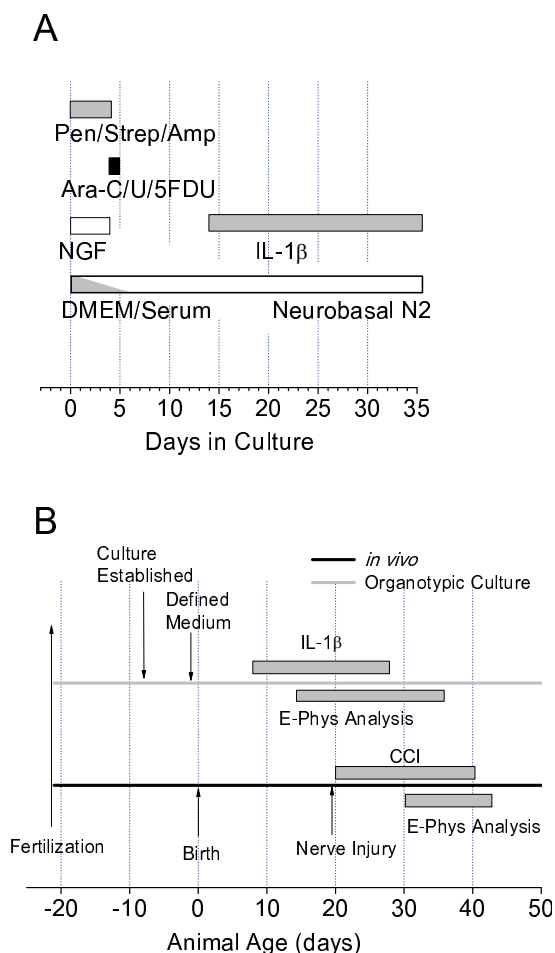 A
Pen/Strep/Amp
Ara-C/U/5FDU
NGF
IL-1β
DMEM/Serum
Neurobasal N2
0 5 10 15 20 25 30 35
Days in Culture
B
Culture
Established
Defined
Medium
in vivo
Organotypic Culture
IL-1β
E-Phys Analysis
CCI
E-Phys Analysis
Fertilization
Birth
Nerve Injury
-20 -10 0 10 20 30 40 50
Animal Age (days)